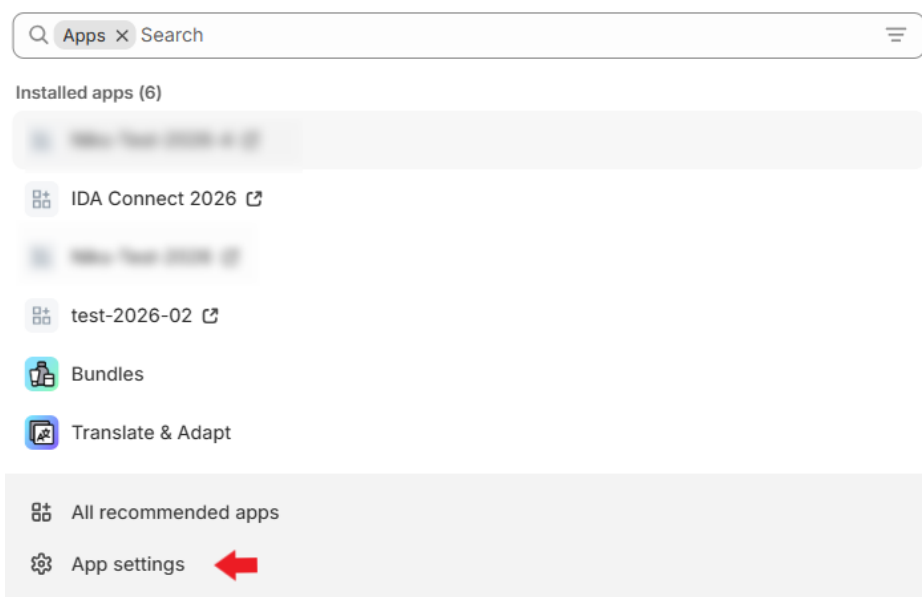 Apps Search
Installed apps (6)
IDA Connect 2026
test-2026-02
Bundles
Translate & Adapt
All recommended apps
App settings